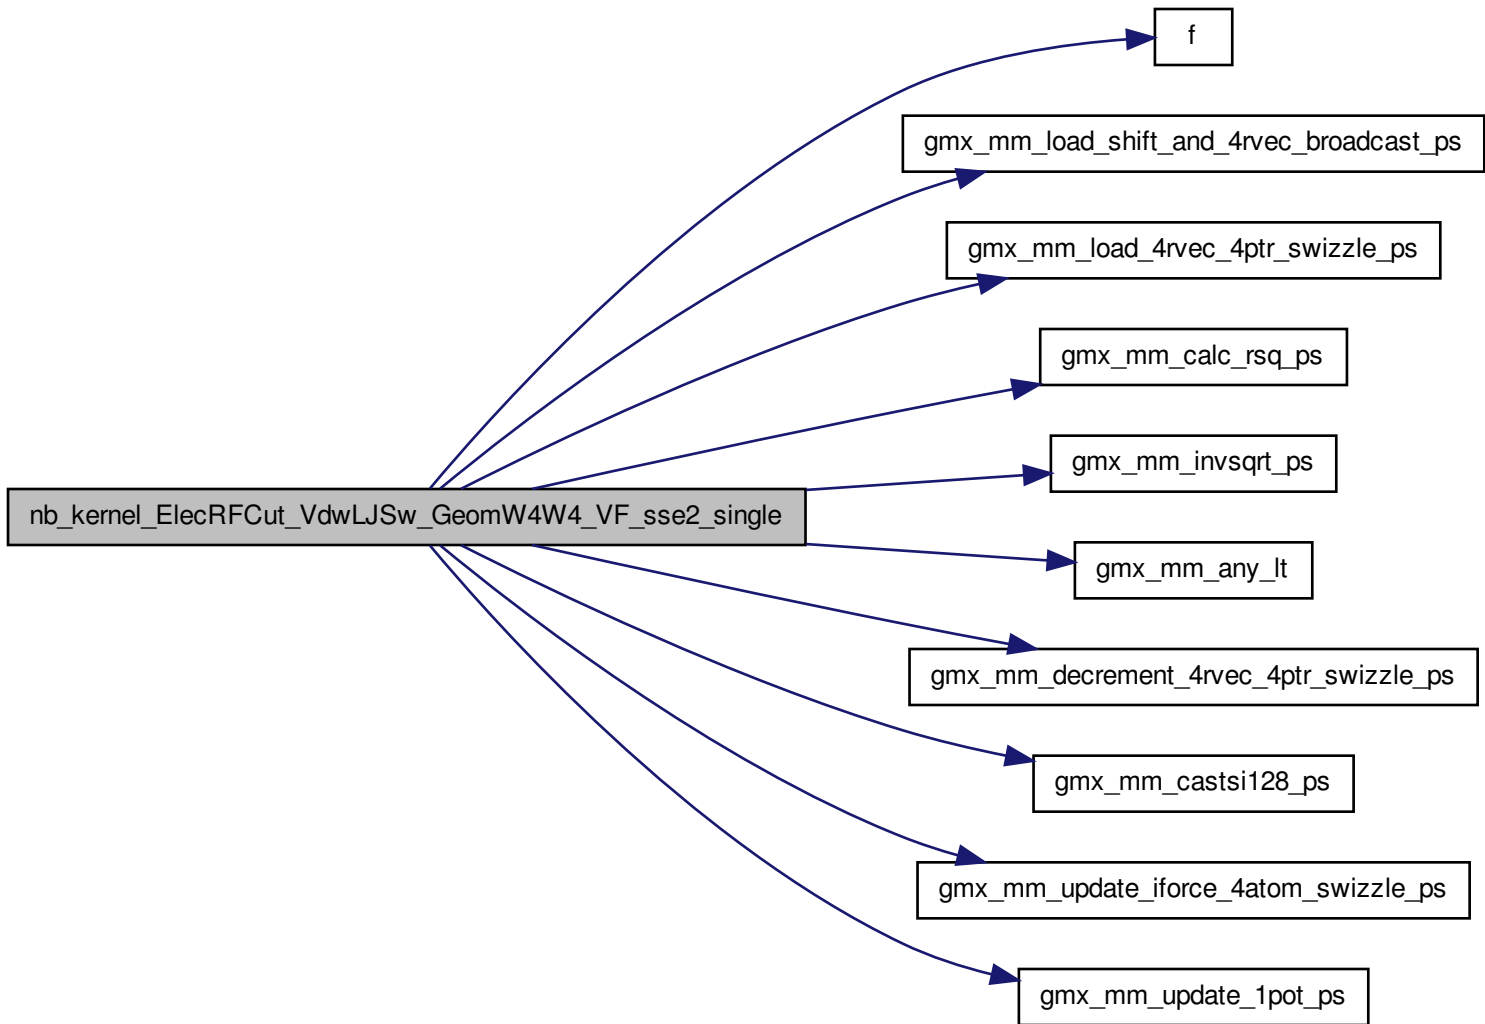 f
gmx_mm_load_shift_and_4rvec_broadcast_ps
gmx_mm_load_4rvec_4ptr_swizzle_ps
gmx_mm_calc_rsq_ps
gmx_mm_invsqrt_ps
nb_kernel_ElecRFCut_VdwLJSw_GeomW4W4_VF_sse2_single
gmx_mm_any_lt
gmx_mm_decrement_4rvec_4ptr_swizzle_ps
gmx_mm_castsi128_ps
gmx_mm_update_iforce_4atom_swizzle_ps
gmx_mm_update_1pot_ps